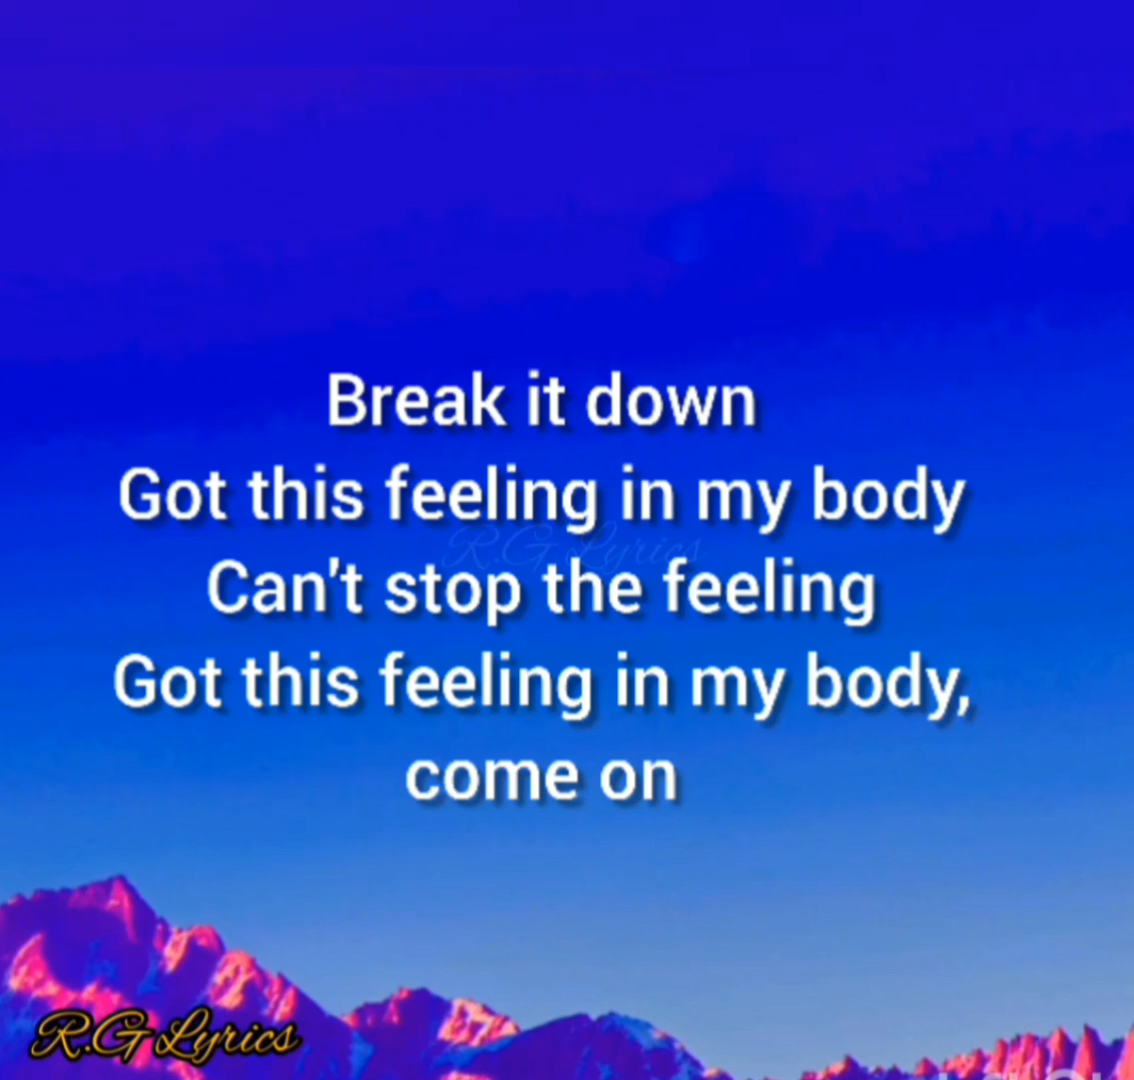 Break it down
Got this feeling in my body
R.G Lyrics
Can't stop the feeling
Got this feeling in my body,
come on
R.G Lyrics